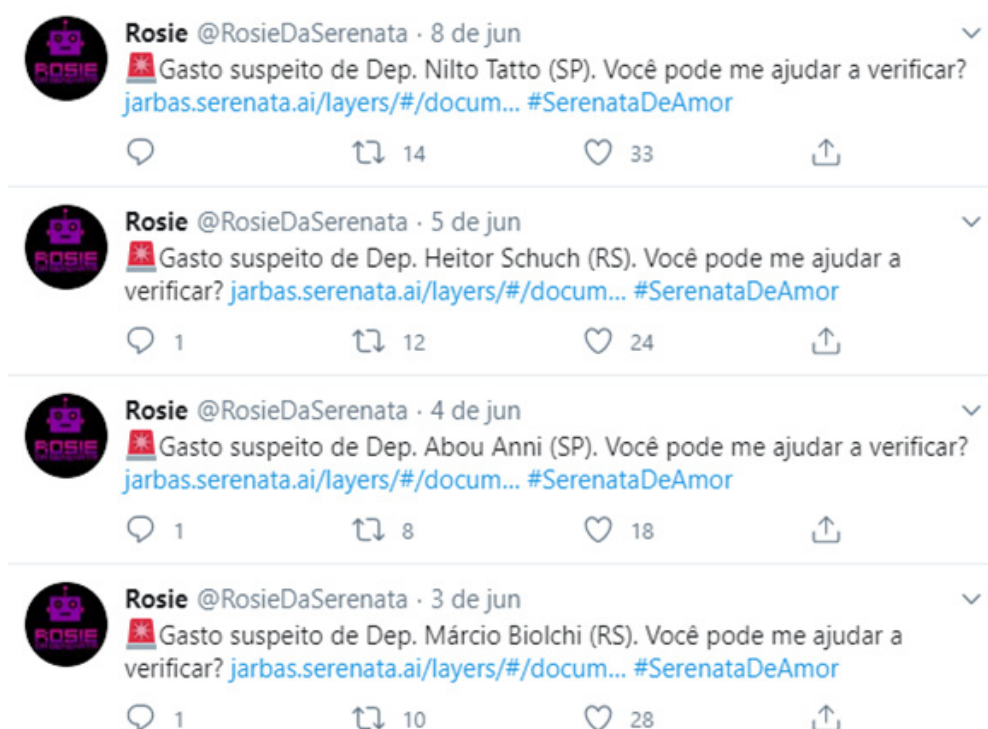 Rosie @RosieDaSerenata · 8 de jun
🚨Gasto suspeito de Dep. Nilto Tatto (SP). Você pode me ajudar a verificar?
jarbas.serenata.ai/layers/#/docum... #SerenataDeAmor
14 33
Rosie @RosieDaSerenata · 5 de jun
🚨Gasto suspeito de Dep. Heitor Schuch (RS). Você pode me ajudar a
verificar? jarbas.serenata.ai/layers/#/docum... #SerenataDeAmor
1 12 24
Rosie @RosieDaSerenata · 4 de jun
🚨Gasto suspeito de Dep. Abou Anni (SP). Você pode me ajudar a verificar?
jarbas.serenata.ai/layers/#/docum... #SerenataDeAmor
1 8 18
Rosie @RosieDaSerenata · 3 de jun
🚨Gasto suspeito de Dep. Márcio Biolchi (RS). Você pode me ajudar a
verificar? jarbas.serenata.ai/layers/#/docum... #SerenataDeAmor
1 10 28